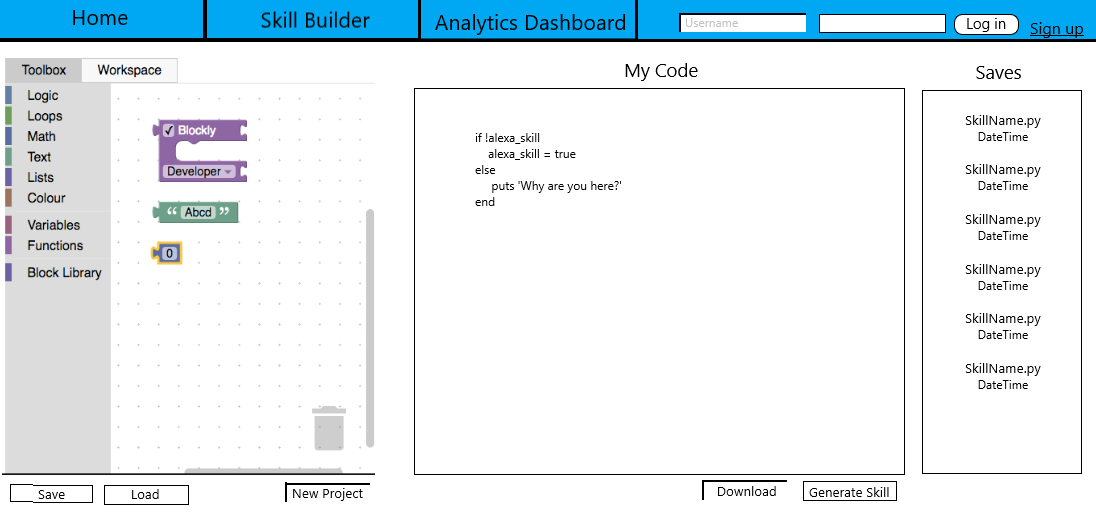 Home
Skill Builder
Analytics Dashboard
Username
Log in
Sign up
Toolbox
Workspace
Logic
Loops
Math
Text
Lists
Colour
Variables
Functions
Block Library
Blockly
Developer
“ Abcd ”
0
Save
Load
New Project
My Code
if !alexa_skill
alexa_skill = true
else
puts 'Why are you here?'
end
Download
Generate Skill
Saves
SkillName.py
DateTime
SkillName.py
DateTime
SkillName.py
DateTime
SkillName.py
DateTime
SkillName.py
DateTime
SkillName.py
DateTime